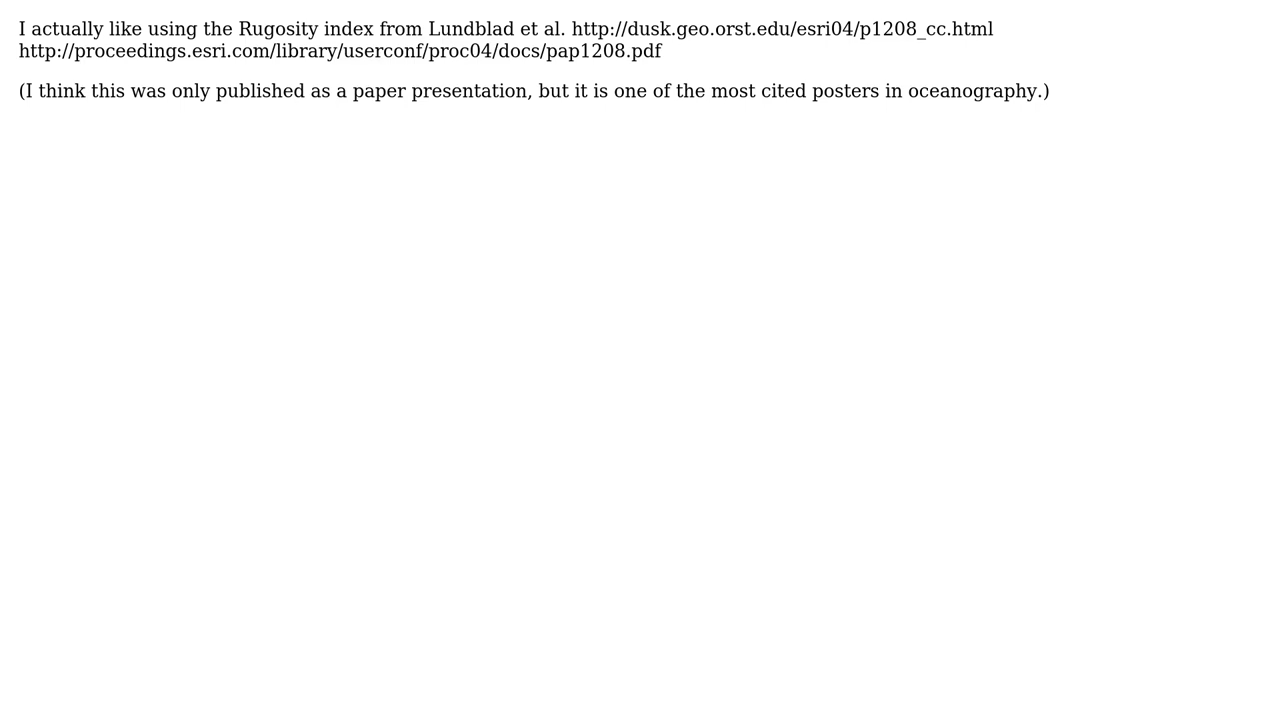 I actually like using the Rugosity index from Lundblad et al. http://dusk.geo.orst.edu/esri04/p1208_cc.html
http://proceedings.esri.com/library/userconf/proc04/docs/pap1208.pdf
(I think this was only published as a paper presentation, but it is one of the most cited posters in oceanography.)